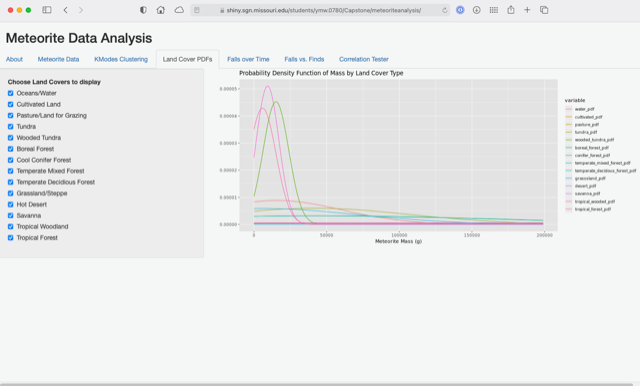 shiny.sgn.missouri.edu/students/ymw.0780/Capstone/meteoriteanalysis/
Meteorite Data Analysis
About
Meteorite Data
KModes Clustering
Land Cover PDFs
Falls over Time
Falls vs. Finds
Correlation Tester
Choose Land Covers to display
Oceans/Water
Cultivated Land
Pasture/Land for Grazing
Tundra
Wooded Tundra
Boreal Forest
Cool Conifer Forest
Temperate Mixed Forest
Temperate Decidious Forest
Grassland/Steppe
Hot Desert
Savanna
Tropical Woodland
Tropical Forest
Probability Density Function of Mass by Land Cover Type
0.00005
0.00004
0.00003
0.00002
0.00001
0.00000
0
50000
100000
150000
200000
Meteorite Mass (g)
variable
water_pdf
cultivated_pdf
pasture_pdf
tundra_pdf
wooded_tundra_pdf
boreal_forest_pdf
conifer_forest_pdf
temperate_mixed_forest_pdf
temperate_decidious_forest_pdf
grassland_pdf
desert_pdf
savanna_pdf
tropical_wooded_pdf
tropical_forest_pdf